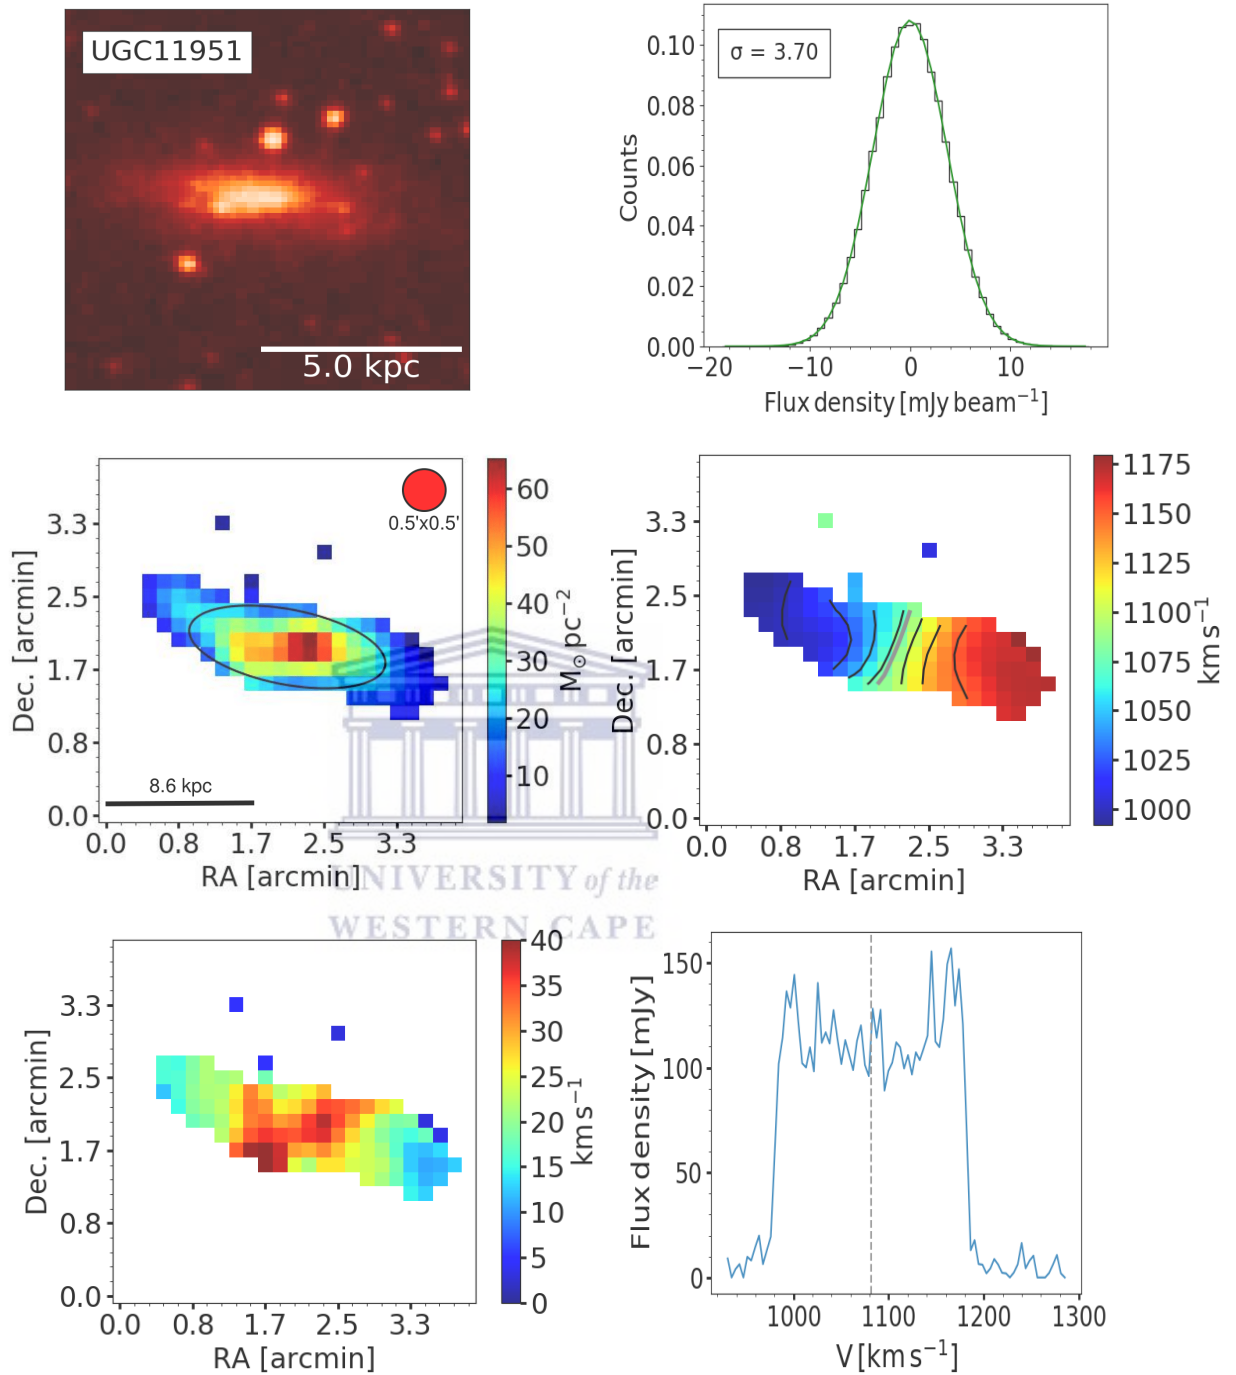 UGC11951
5.0 kpc
σ = 3.70
0.10
0.08
0.06
0.04
0.02
0.00
Counts
−20 −10 0 10
Flux density [mJy beam⁻¹]
0.5'x0.5'
8.6 kpc
3.3
2.5
1.7
0.8
0.0
Dec. [arcmin]
0.0 0.8 1.7 2.5 3.3
RA [arcmin]
60
50
40
30
20
10
M⊙ pc⁻²
3.3
2.5
1.7
0.8
0.0
Dec. [arcmin]
0.0 0.8 1.7 2.5 3.3
RA [arcmin]
1175
1150
1125
1100
1075
1050
1025
1000
km s⁻¹
UNIVERSITY of the
WESTERN CAPE
3.3
2.5
1.7
0.8
0.0
Dec. [arcmin]
0.0 0.8 1.7 2.5 3.3
RA [arcmin]
40
35
30
25
20
15
10
5
0
km s⁻¹
150
100
50
0
Flux density [mJy]
1000 1100 1200 1300
V [km s⁻¹]